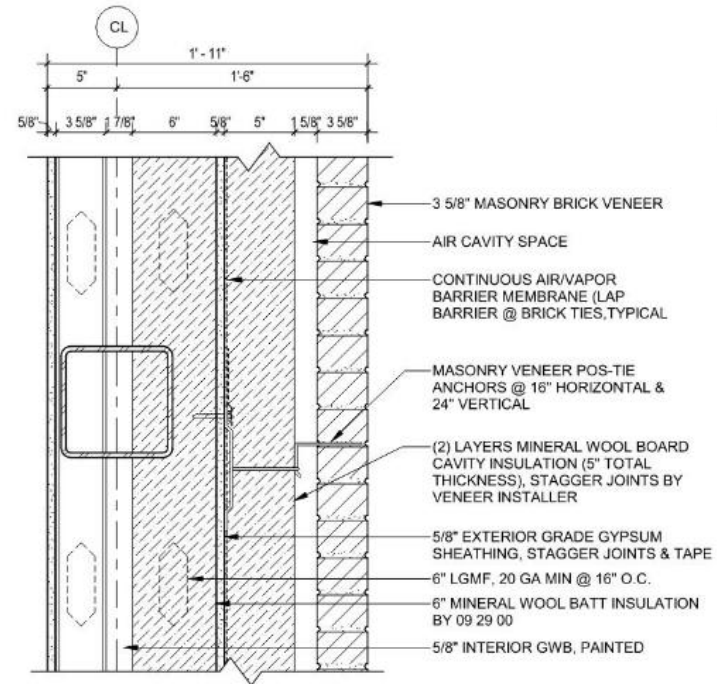 CL
1' - 11"
5" 1'-6"
5/8" 3 5/8" 1 7/8" 6" 5/8" 5" 1 5/8" 3 5/8"
3 5/8" MASONRY BRICK VENEER
AIR CAVITY SPACE
CONTINUOUS AIR/VAPOR
BARRIER MEMBRANE (LAP
BARRIER @ BRICK TIES,TYPICAL
MASONRY VENEER POS-TIE
ANCHORS @ 16" HORIZONTAL &
24" VERTICAL
(2) LAYERS MINERAL WOOL BOARD
CAVITY INSULATION (5" TOTAL
THICKNESS), STAGGER JOINTS BY
VENEER INSTALLER
5/8" EXTERIOR GRADE GYPSUM
SHEATHING, STAGGER JOINTS & TAPE
6" LGMF, 20 GA MIN @ 16" O.C.
6" MINERAL WOOL BATT INSULATION
BY 09 29 00
5/8" INTERIOR GWB, PAINTED